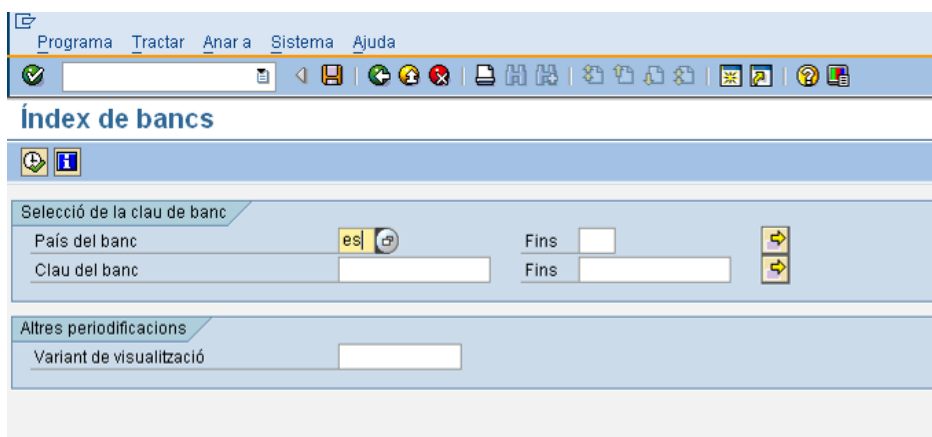 Programa Tractar Anar a Sistema Ajuda
Índex de bancs
Selecció de la clau de banc
País del banc es Fins
Clau del banc Fins
Altres periodificacions
Variant de visualització